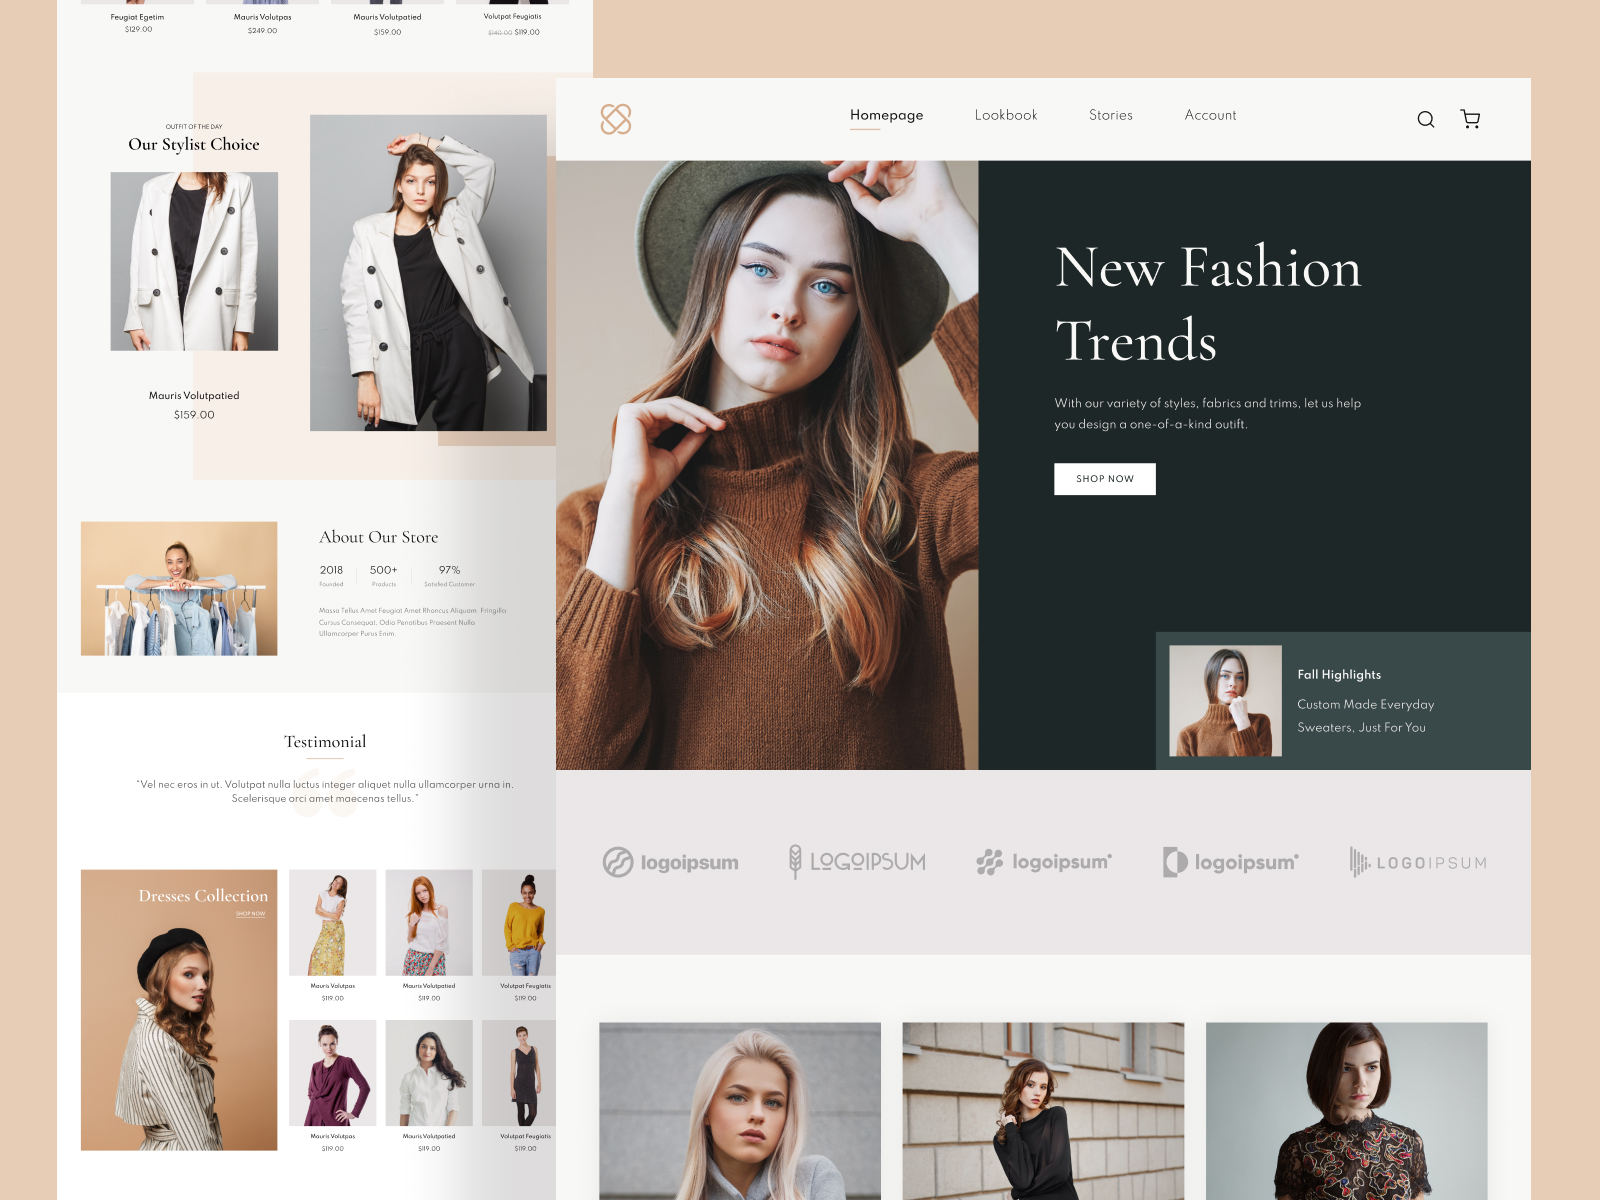 Feugiat Egetim
$129.00
Mauris Volutpas
$249.00
Mauris Volutpatied
$159.00
Volutpat Feugiatis
$140.00 $119.00
OUTFIT OF THE DAY
Our Stylist Choice
Mauris Volutpatied
$159.00
About Our Store
2018
Founded
500+
Products
97%
Satisfied Customer
Massa Tellus Amet Feugiat Amet Rhoncus Aliquam. Fringilla
Cursus Consequat, Odio Penatibus Praesent Nulla
Ullamcorper Purus Enim.
Testimonial
“Vel nec eros in ut. Volutpat nulla luctus integer aliquet nulla ullamcorper urna in.
Scelerisque orci amet maecenas tellus.”
Dresses Collection
SHOP NOW
Mauris Volutpas
$119.00
Mauris Volutpatied
$119.00
Volutpat Feugiatis
$119.00
Mauris Volutpas
$119.00
Mauris Volutpatied
$119.00
Volutpat Feugiatis
$119.00
Homepage
Lookbook
Stories
Account
New Fashion
Trends
With our variety of styles, fabrics and trims, let us help
you design a one-of-a-kind outift.
SHOP NOW
Fall Highlights
Custom Made Everyday
Sweaters, Just For You
logoipsum
LOGOIPSUM
logoipsum
logoipsum
LOGOIPSUM